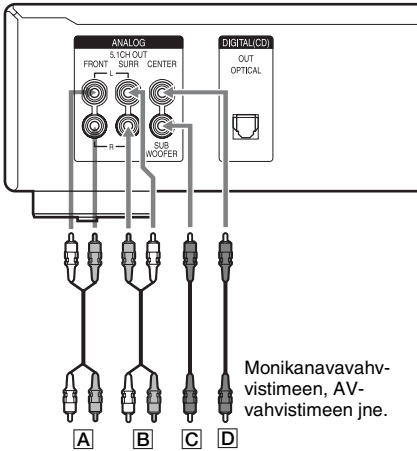 ANALOG
DIGITAL(CD)
5.1CH OUT
FRONT SURR CENTER
OUT
OPTICAL
L
R
SUB
WOOFER
Monikanavavahv-
vistimeen, AV-
vahvistimeen jne.
A B C D